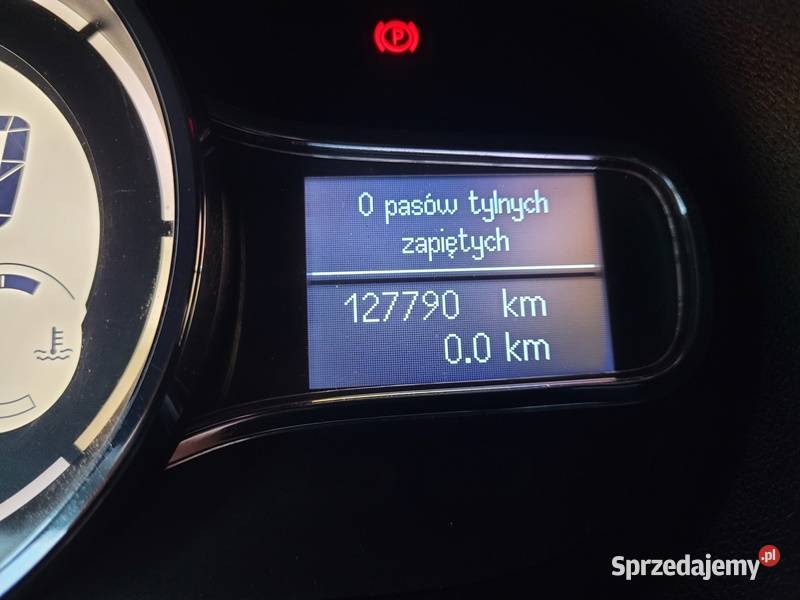 P
0 pasów tylnych
zapiętych
127790 km
0.0 km
Sprzedajemy.pl